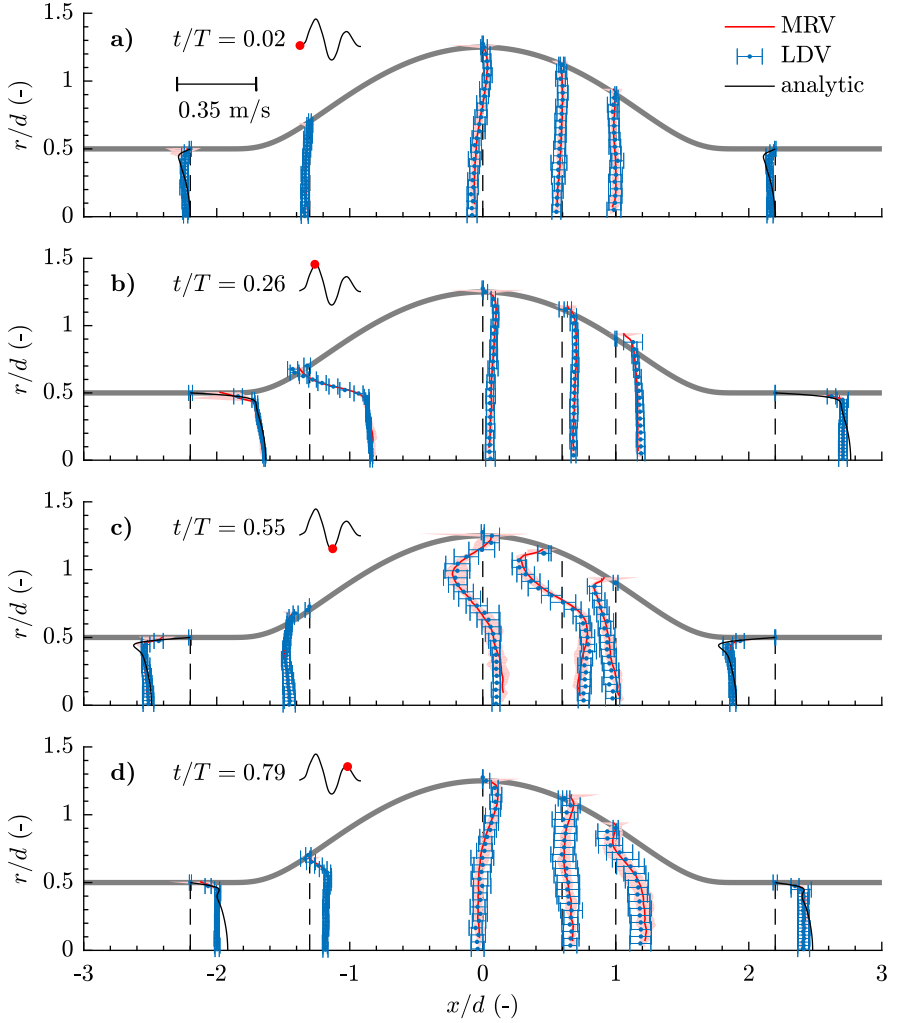 1.5
a) t/T = 0.02
MRV
LDV
analytic
0.35 m/s
1
0.5
0
r/d (-)
1.5
b) t/T = 0.26
1
0.5
0
r/d (-)
1.5
c) t/T = 0.55
1
0.5
0
r/d (-)
1.5
d) t/T = 0.79
1
0.5
0
r/d (-)
-3 -2 -1 0 1 2 3
x/d (-)